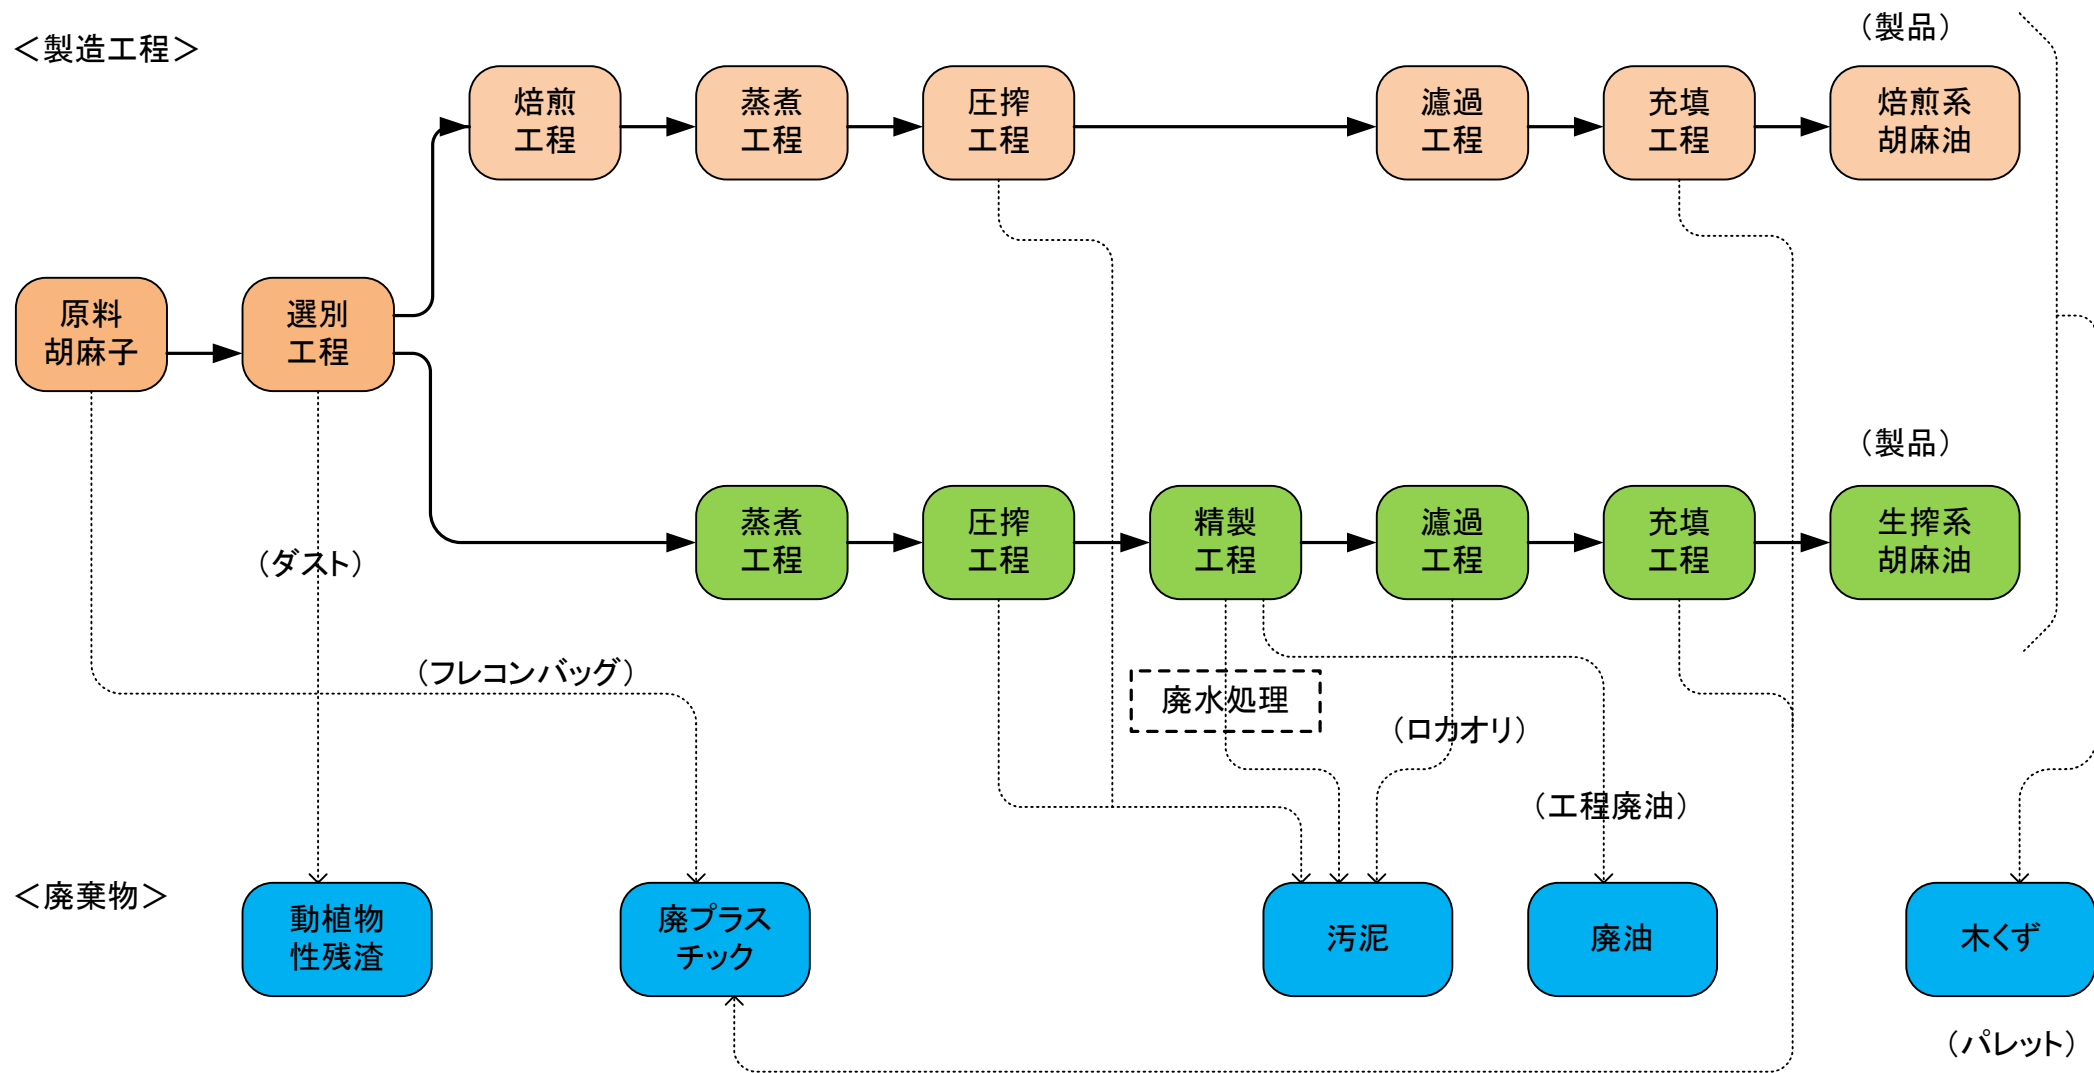 ＜製造工程＞
（製品）
焙煎
工程
蒸煮
工程
圧搾
工程
濾過
工程
充填
工程
焙煎系
胡麻油
原料
胡麻子
選別
工程
（製品）
蒸煮
工程
圧搾
工程
精製
工程
濾過
工程
充填
工程
生搾系
胡麻油
（ダスト）
（フレコンバッグ）
廃水処理
（ロカオリ）
（工程廃油）
＜廃棄物＞
動植物
性残渣
廃プラス
チック
汚泥
廃油
木くず
（パレット）